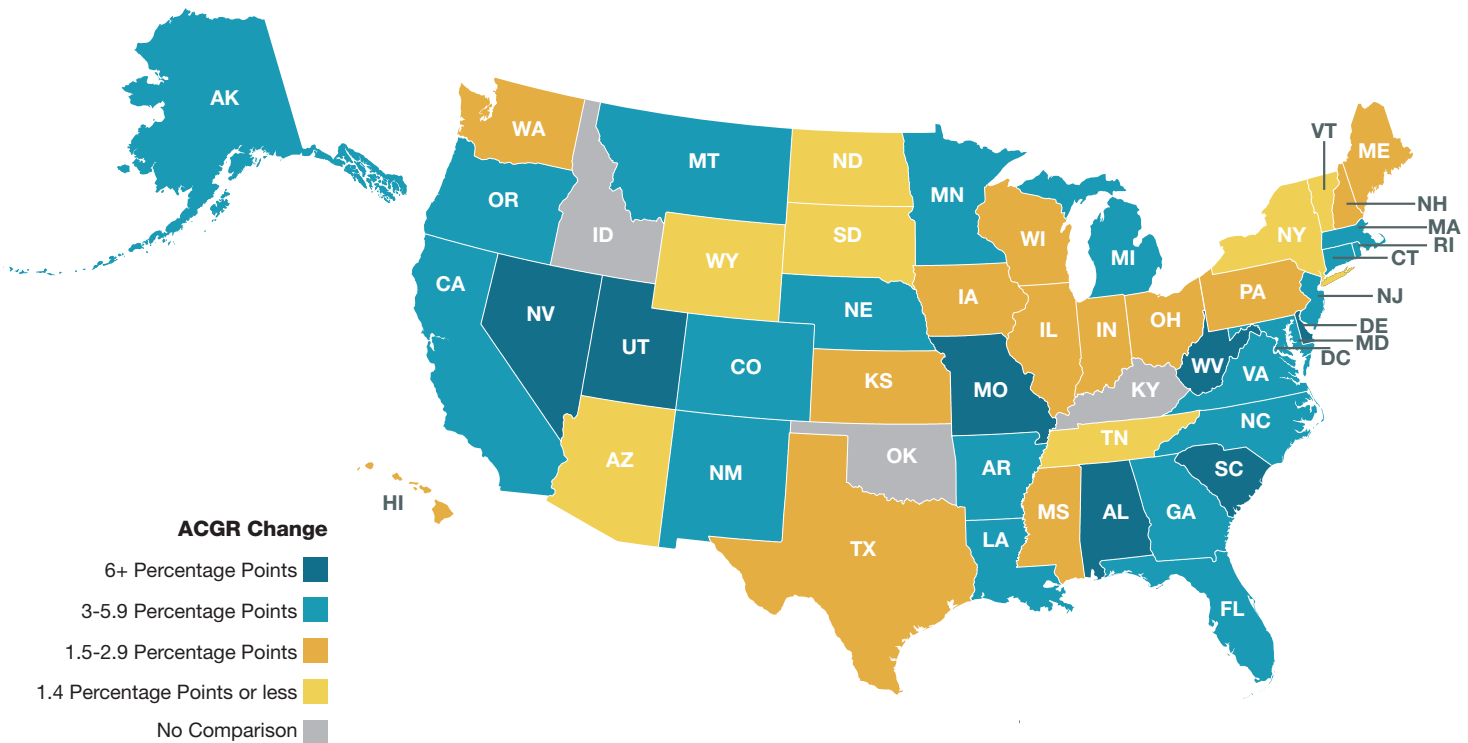 AK
WA
MT
ND
MN
VT
ME
OR
ID
WY
SD
WI
MI
NY
NH
MA
RI
CT
CA
NV
UT
CO
NE
IA
IL
IN
OH
PA
NJ
DE
MD
DC
WV
VA
KS
MO
KY
NC
TN
AZ
NM
OK
AR
SC
MS
AL
GA
HI
TX
LA
FL
ACGR Change
6+ Percentage Points
3-5.9 Percentage Points
1.5-2.9 Percentage Points
1.4 Percentage Points or less
No Comparison